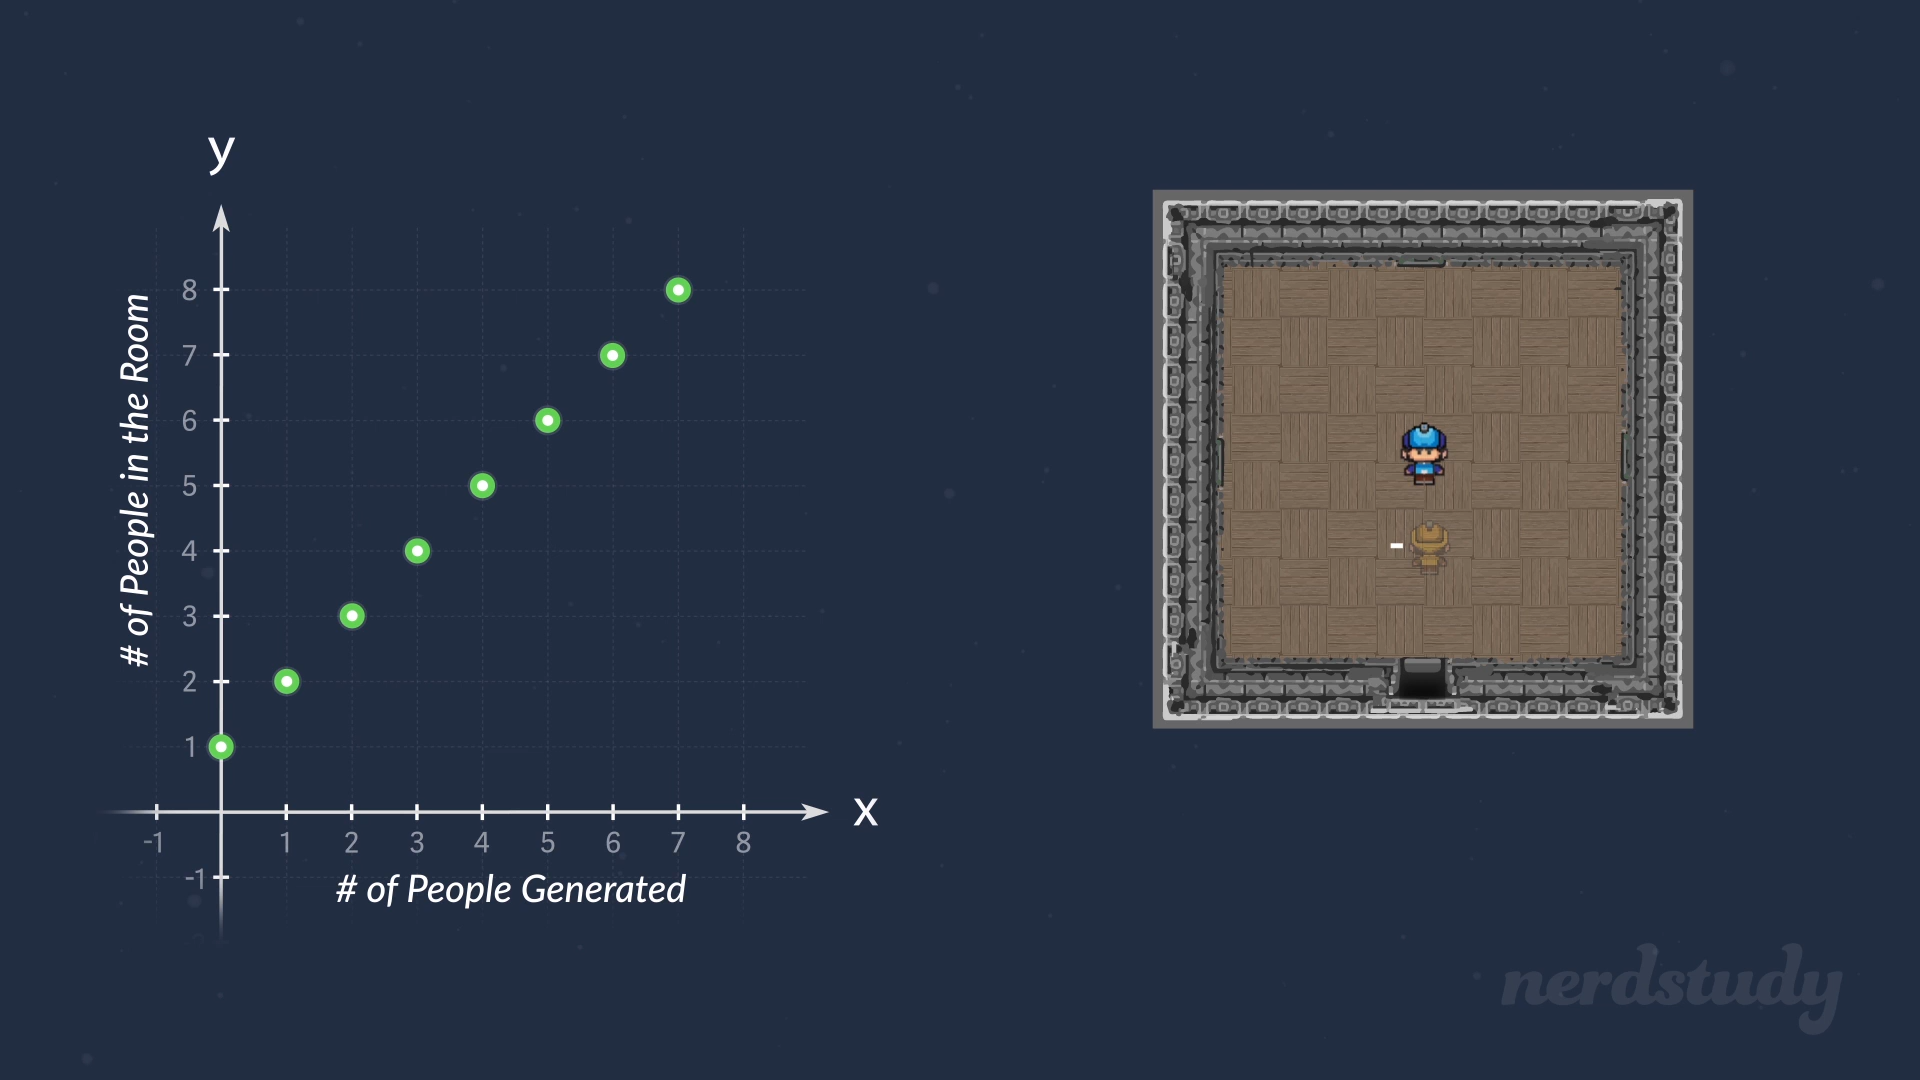 y
# of People in the Room
8
7
6
5
4
3
2
1
-1
-1 1 2 3 4 5 6 7 8
x
# of People Generated
-
nerdstudy